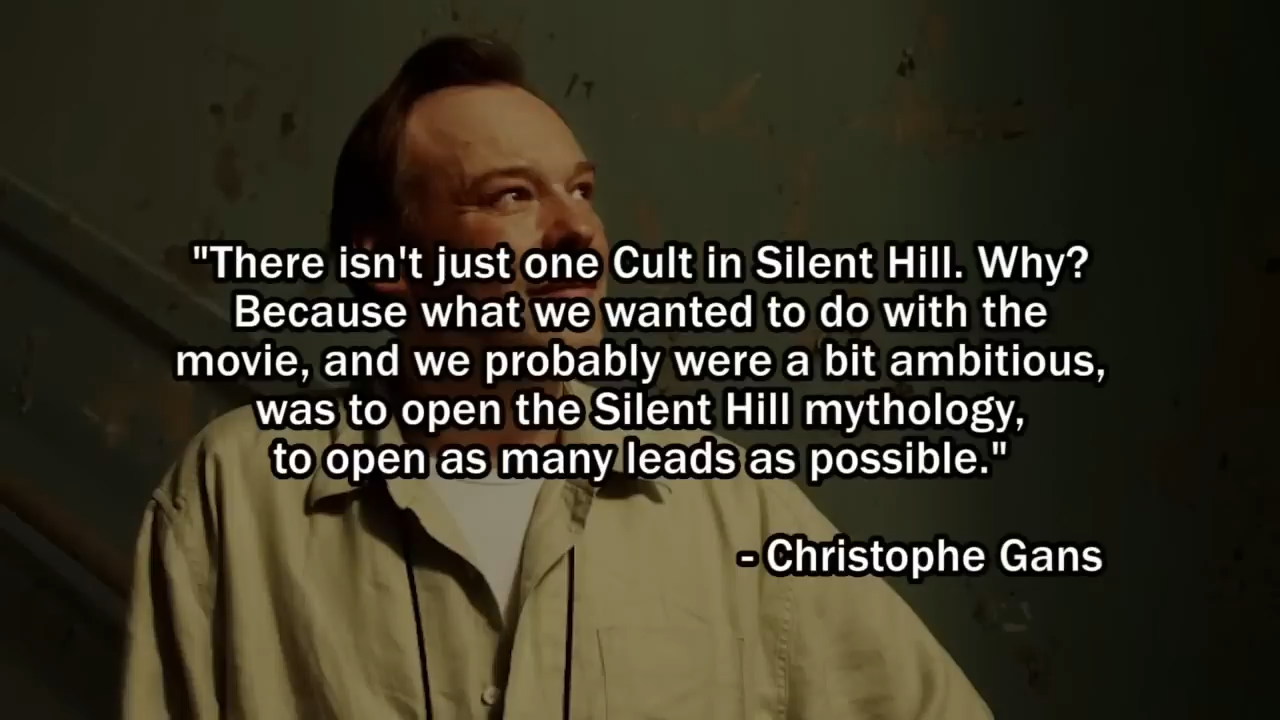 "There isn't just one Cult in Silent Hill. Why?
Because what we wanted to do with the
movie, and we probably were a bit ambitious,
was to open the Silent Hill mythology,
to open as many leads as possible."
- Christophe Gans